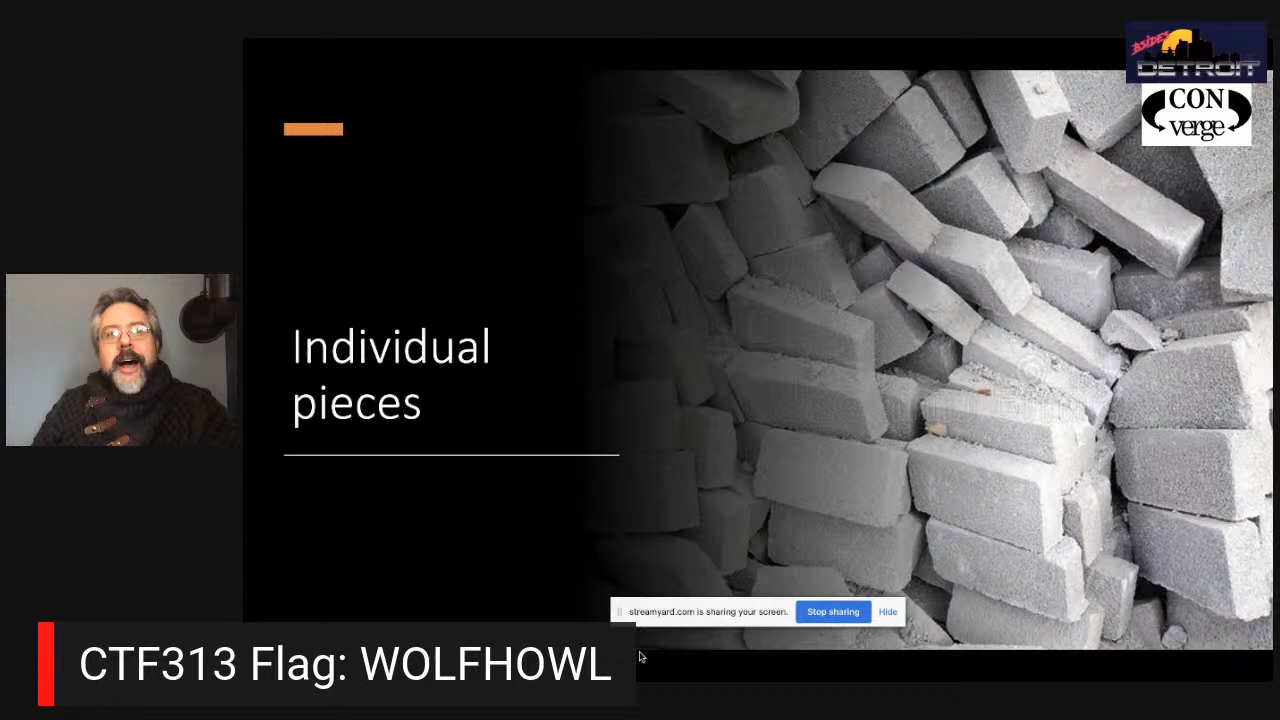 BSIDES
DETROIT
CON
verge
Individual
pieces
streamyard.com is sharing your screen. Stop sharing Hide
CTF313 Flag: WOLFHOWL